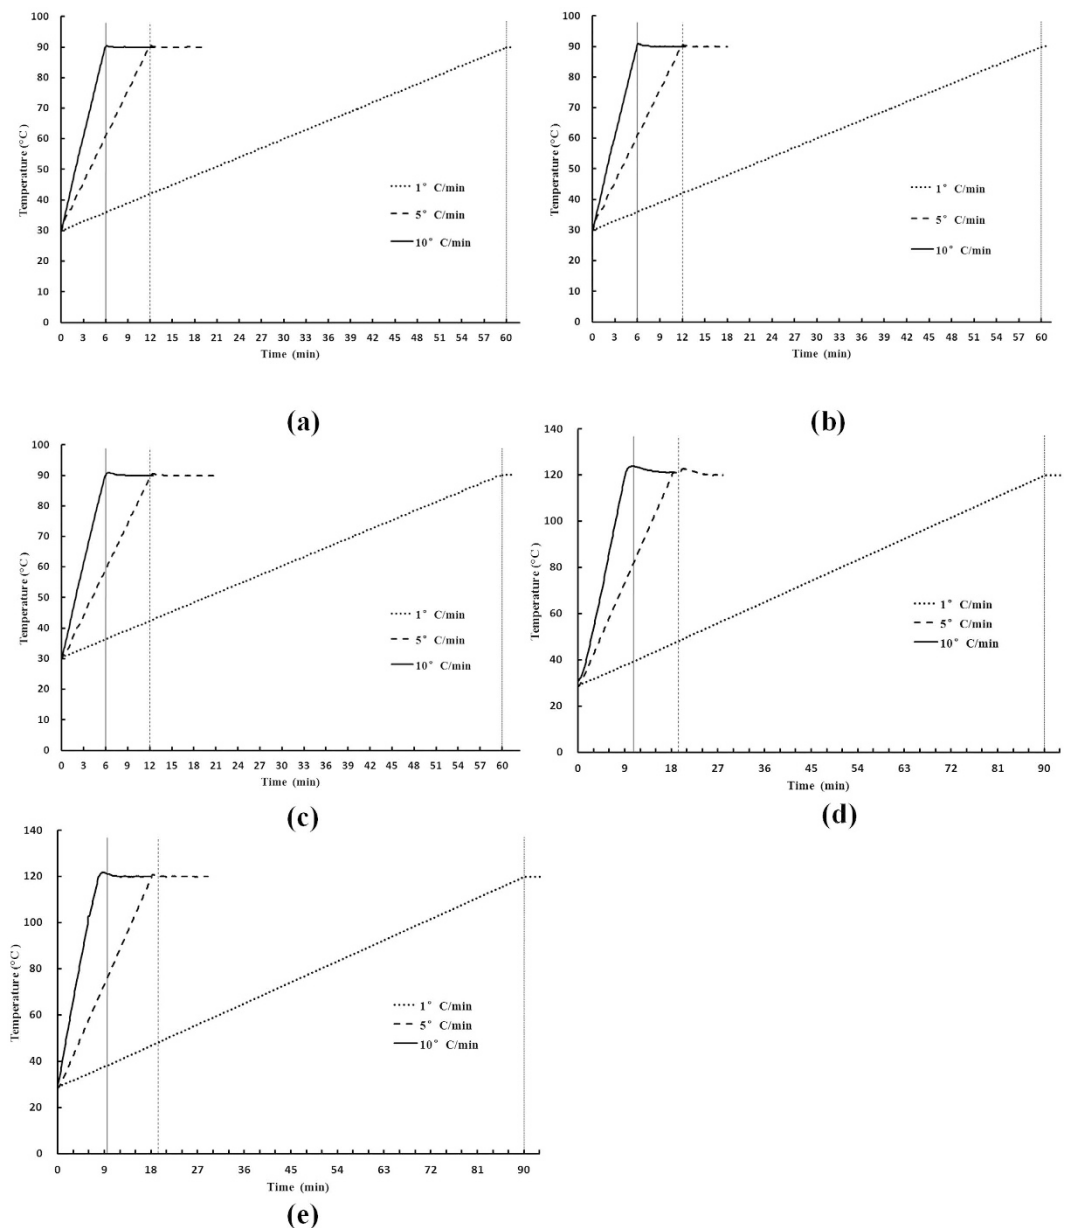 100
90
80
70
60
50
40
30
20
10
0
Temperature (°C)
1° C/min
5° C/min
10° C/min
0 3 6 9 12 15 18 21 24 27 30 33 36 39 42 45 48 51 54 57 60
Time (min)
(a)
100
90
80
70
60
50
40
30
20
10
0
Temperature (°C)
1° C/min
5° C/min
10° C/min
0 3 6 9 12 15 18 21 24 27 30 33 36 39 42 45 48 51 54 57 60
Time (min)
(b)
100
90
80
70
60
50
40
30
20
10
0
Temperature (°C)
1° C/min
5° C/min
10° C/min
0 3 6 9 12 15 18 21 24 27 30 33 36 39 42 45 48 51 54 57 60
Time (min)
(c)
140
120
100
80
60
40
20
0
Temperature (°C)
1° C/min
5° C/min
10° C/min
0 9 18 27 36 45 54 63 72 81 90
Time (min)
(d)
140
120
100
80
60
40
20
0
Temperature (°C)
1° C/min
5° C/min
10° C/min
0 9 18 27 36 45 54 63 72 81 90
Time (min)
(e)